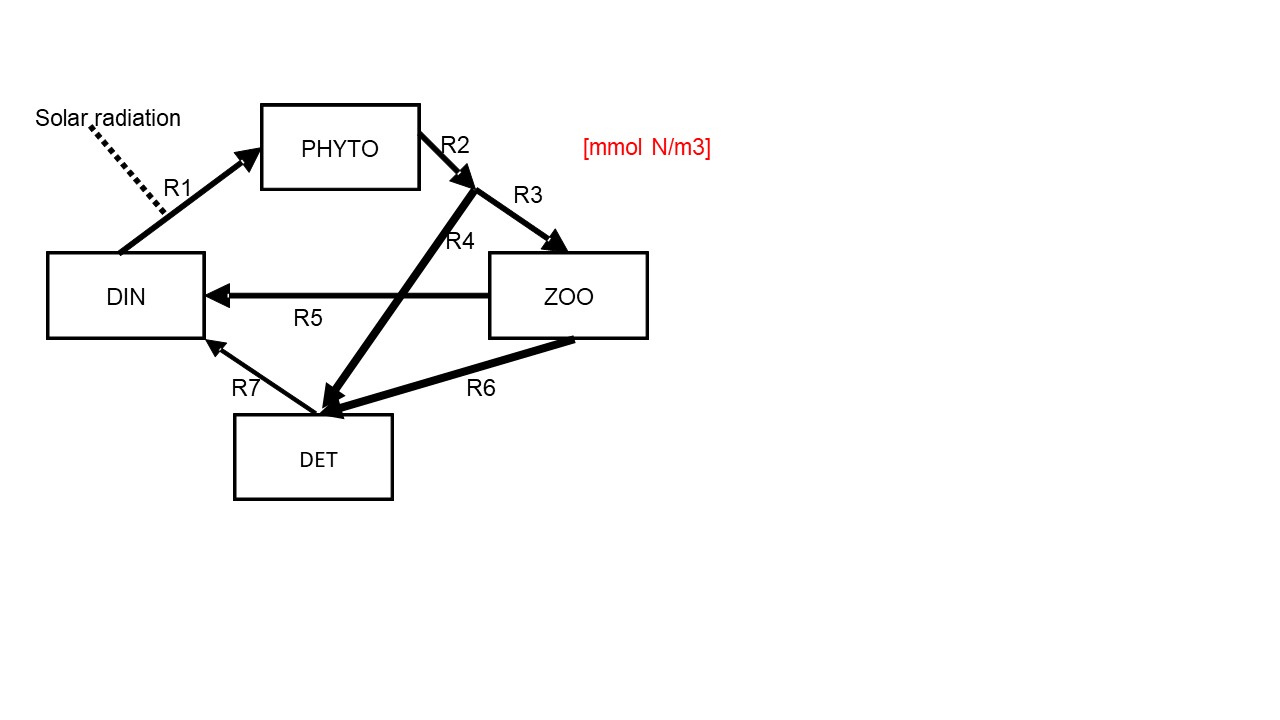 Solar radiation
PHYTO
R2
[mmol N/m3]
R1
R3
R4
DIN
ZOO
R5
R7
R6
DET